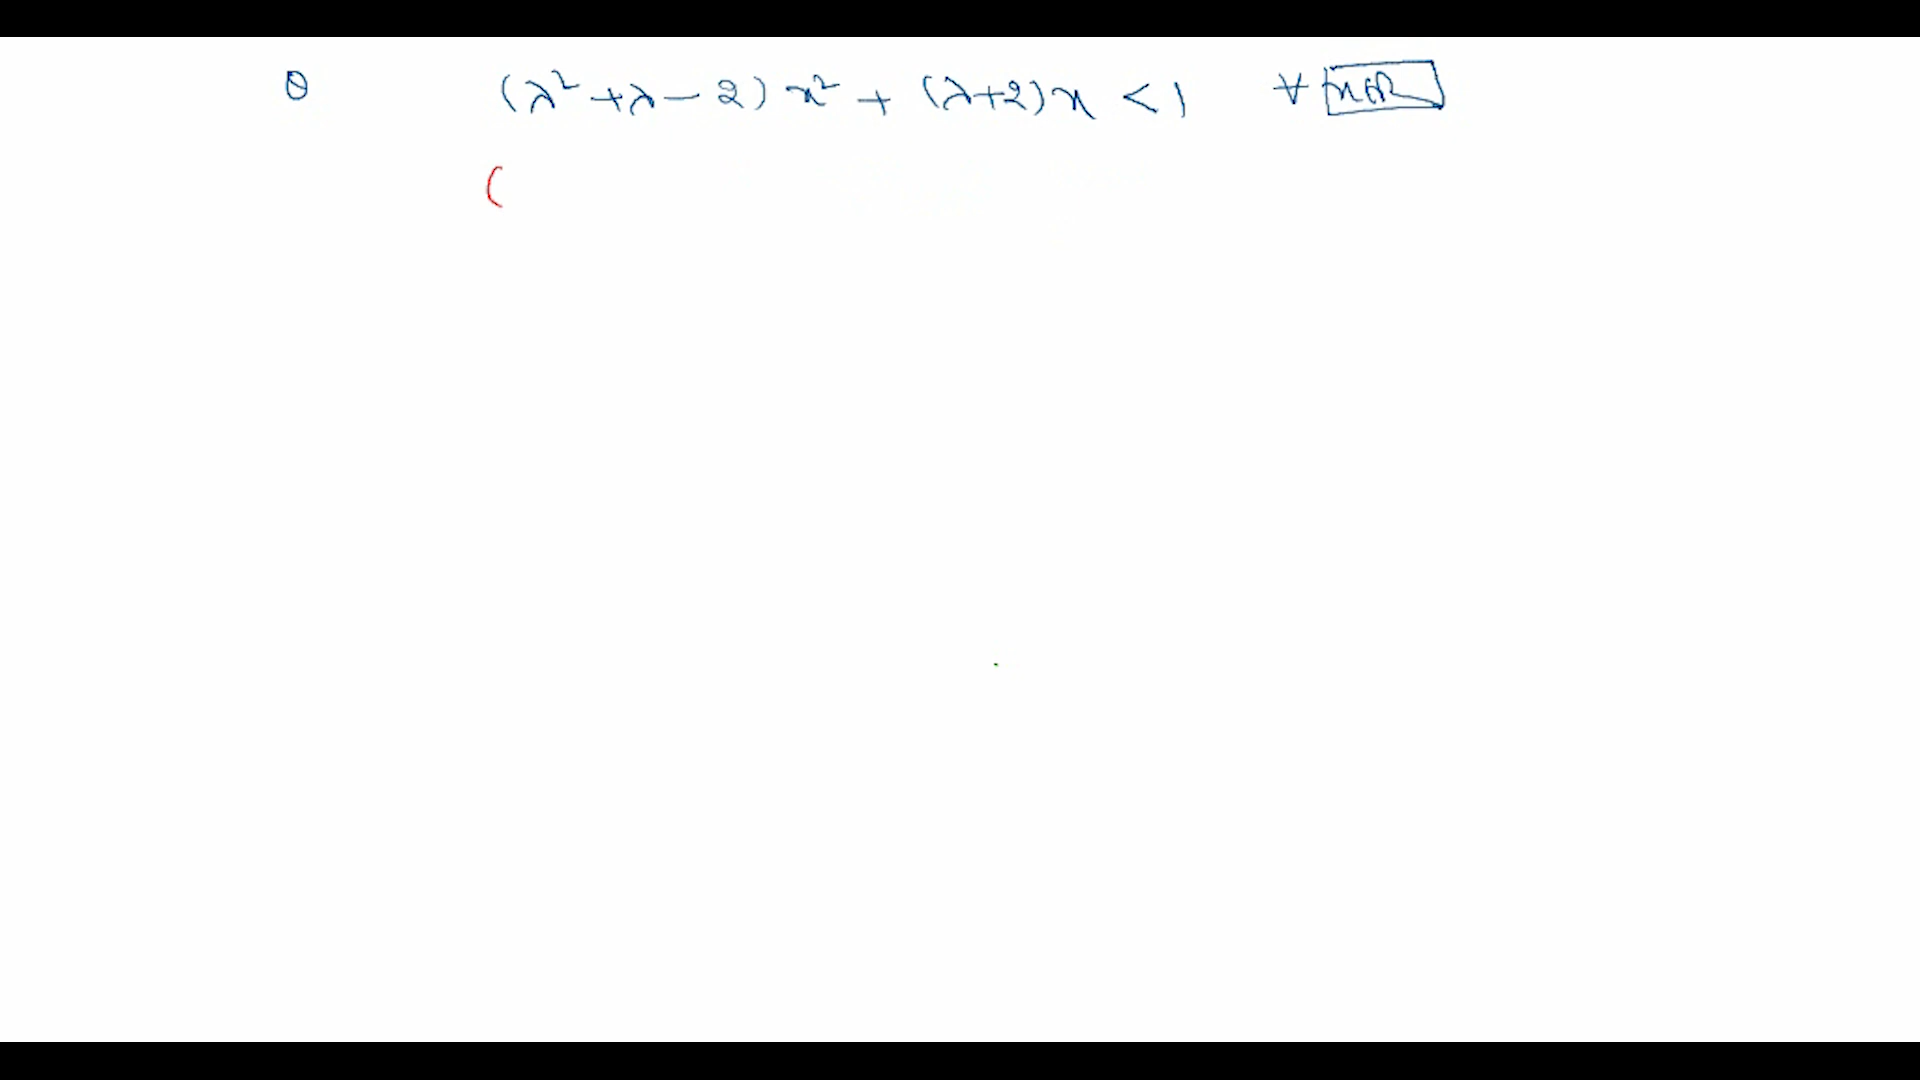 Q (λ² + λ - 2) x² + (λ+2)x < 1 ∀ x∈R
(